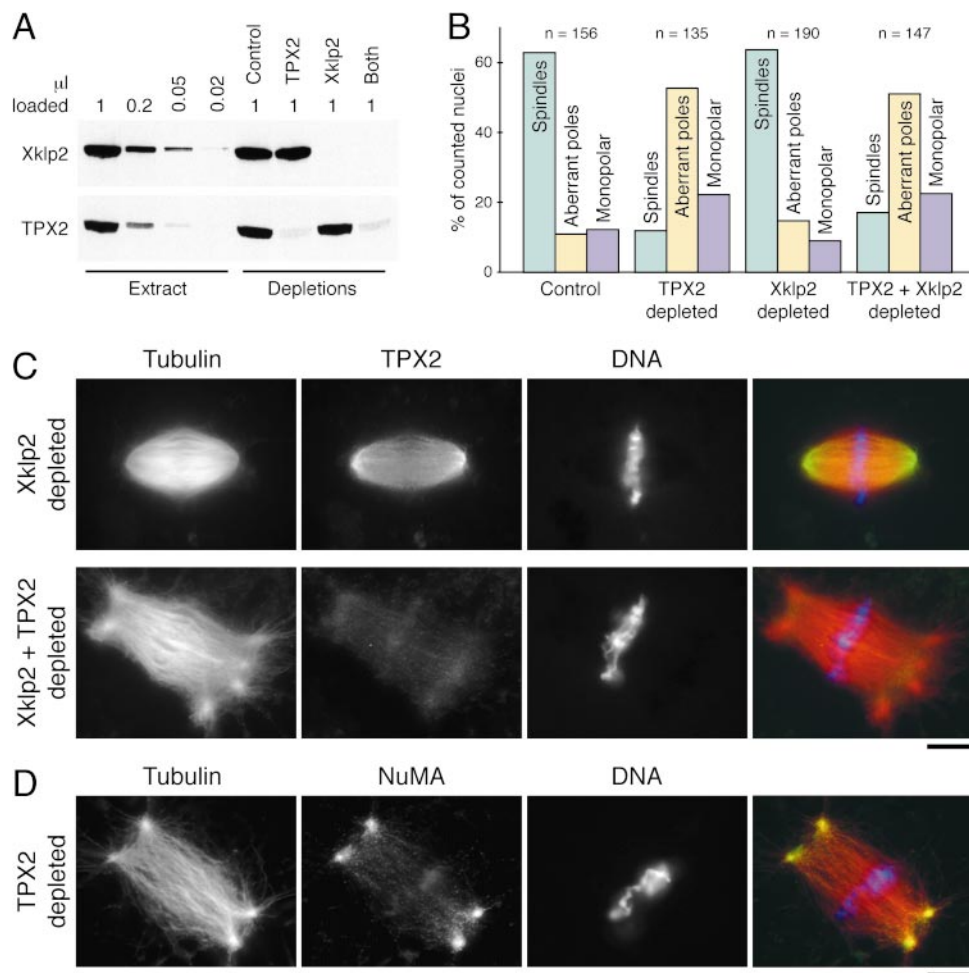 A
µl
loaded
1 0.2 0.05 0.02
Control TPX2 Xklp2 Both
1 1 1 1
Xklp2
TPX2
Extract Depletions
B
% of counted nuclei
60
40
20
0
n = 156 n = 135 n = 190 n = 147
Spindles Aberrant poles Monopolar
Spindles Aberrant poles Monopolar
Spindles Aberrant poles Monopolar
Spindles Aberrant poles Monopolar
Control
TPX2
depleted
Xklp2
depleted
TPX2 + Xklp2
depleted
C
Tubulin TPX2 DNA
Xklp2
depleted
Xklp2 + TPX2
depleted
D
Tubulin NuMA DNA
TPX2
depleted